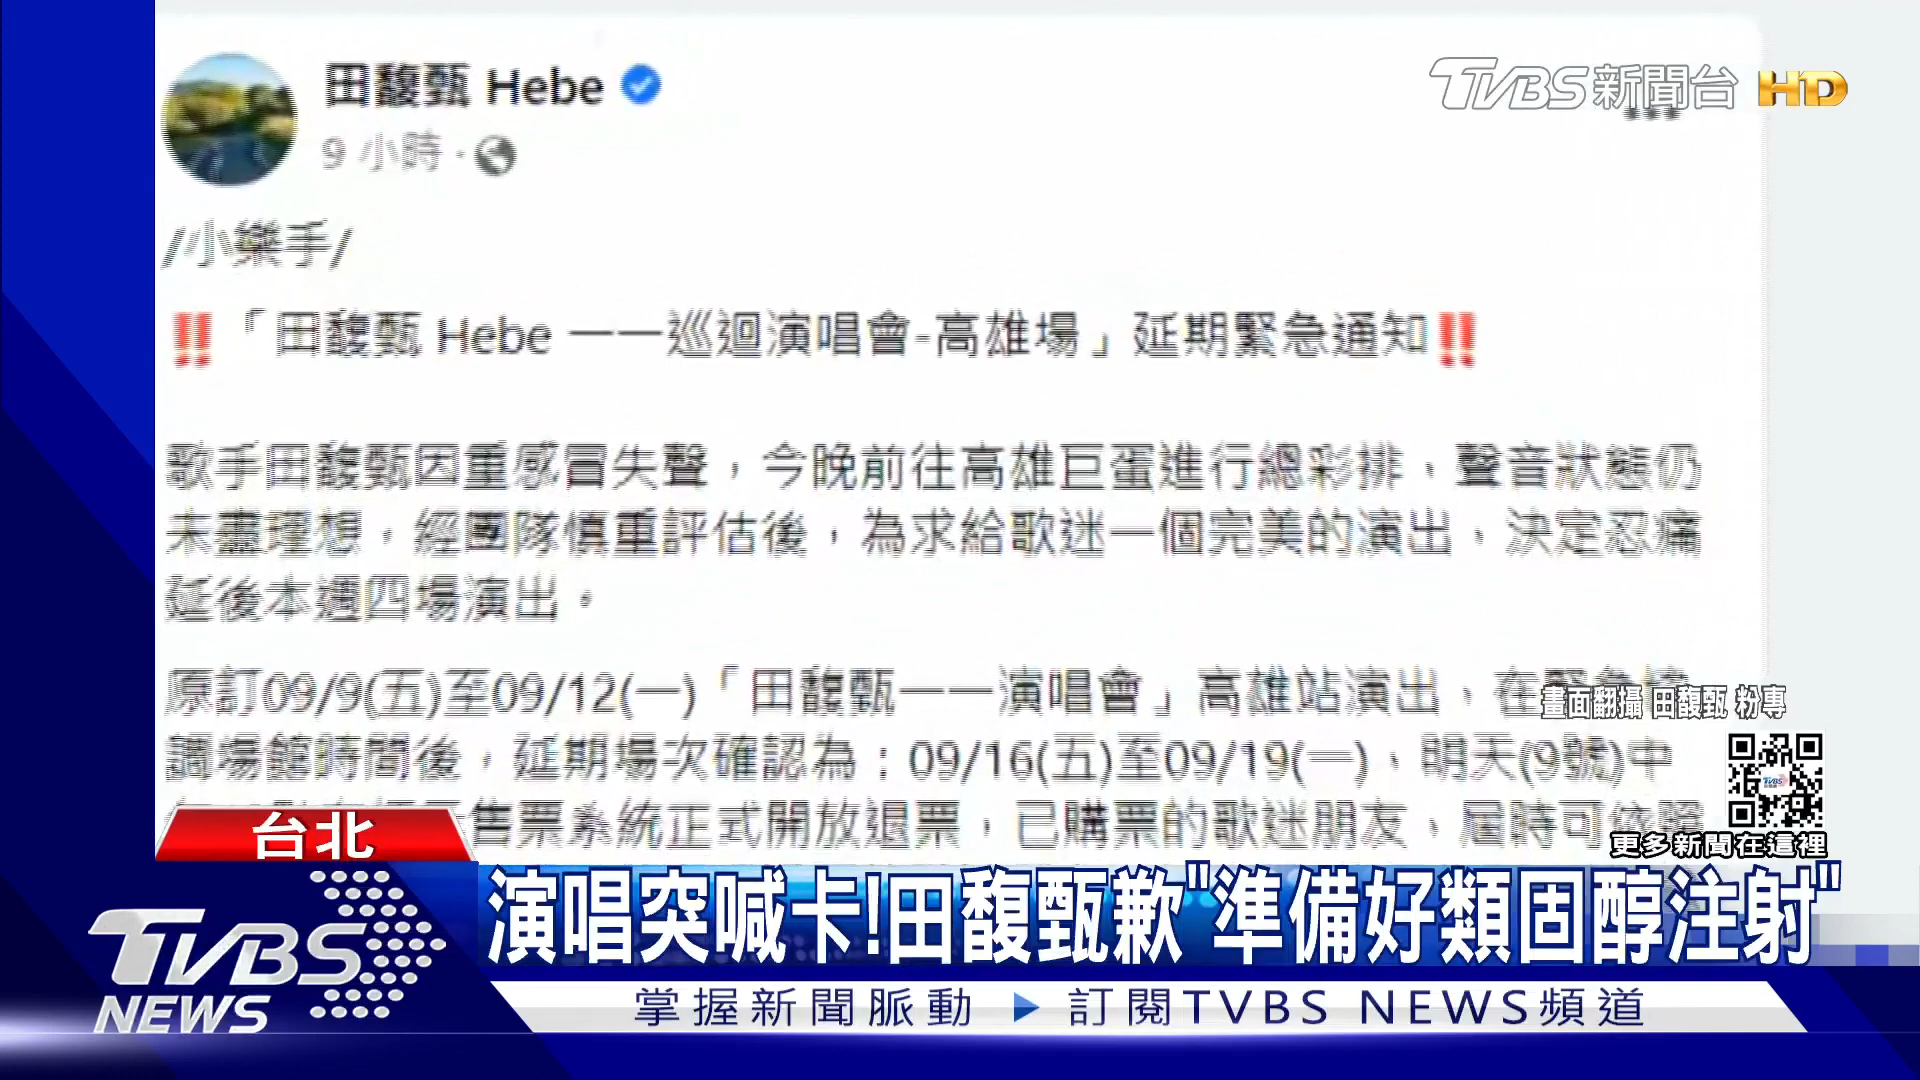 田馥甄 Hebe
9 小時
TVBS新聞台 HD
/小樂手/
‼️「田馥甄 Hebe 一一巡迴演唱會-高雄場」延期緊急通知‼️
歌手田馥甄因重感冒失聲，今晚前往高雄巨蛋進行總彩排、聲音狀態仍
未盡理想，經團隊慎重評估後，為求給歌迷一個完美的演出，決定忍痛
延後本週四場演出。
原訂09/9(五)至09/12(一)「田馥甄一一演唱會」高雄站演出，在緊急
調場館時間後，延期場次確認為：09/16(五)至09/19(一)、明天(9號)中
售票系統正式開放退票，已購票的歌迷朋友、屆時可依照
畫面翻攝 田馥甄 粉專
TVBS
更多新聞在這裡
台北
演唱突喊卡!田馥甄歉"準備好類固醇注射"
TVBS NEWS
掌握新聞脈動 ▶ 訂閱TVBS NEWS頻道